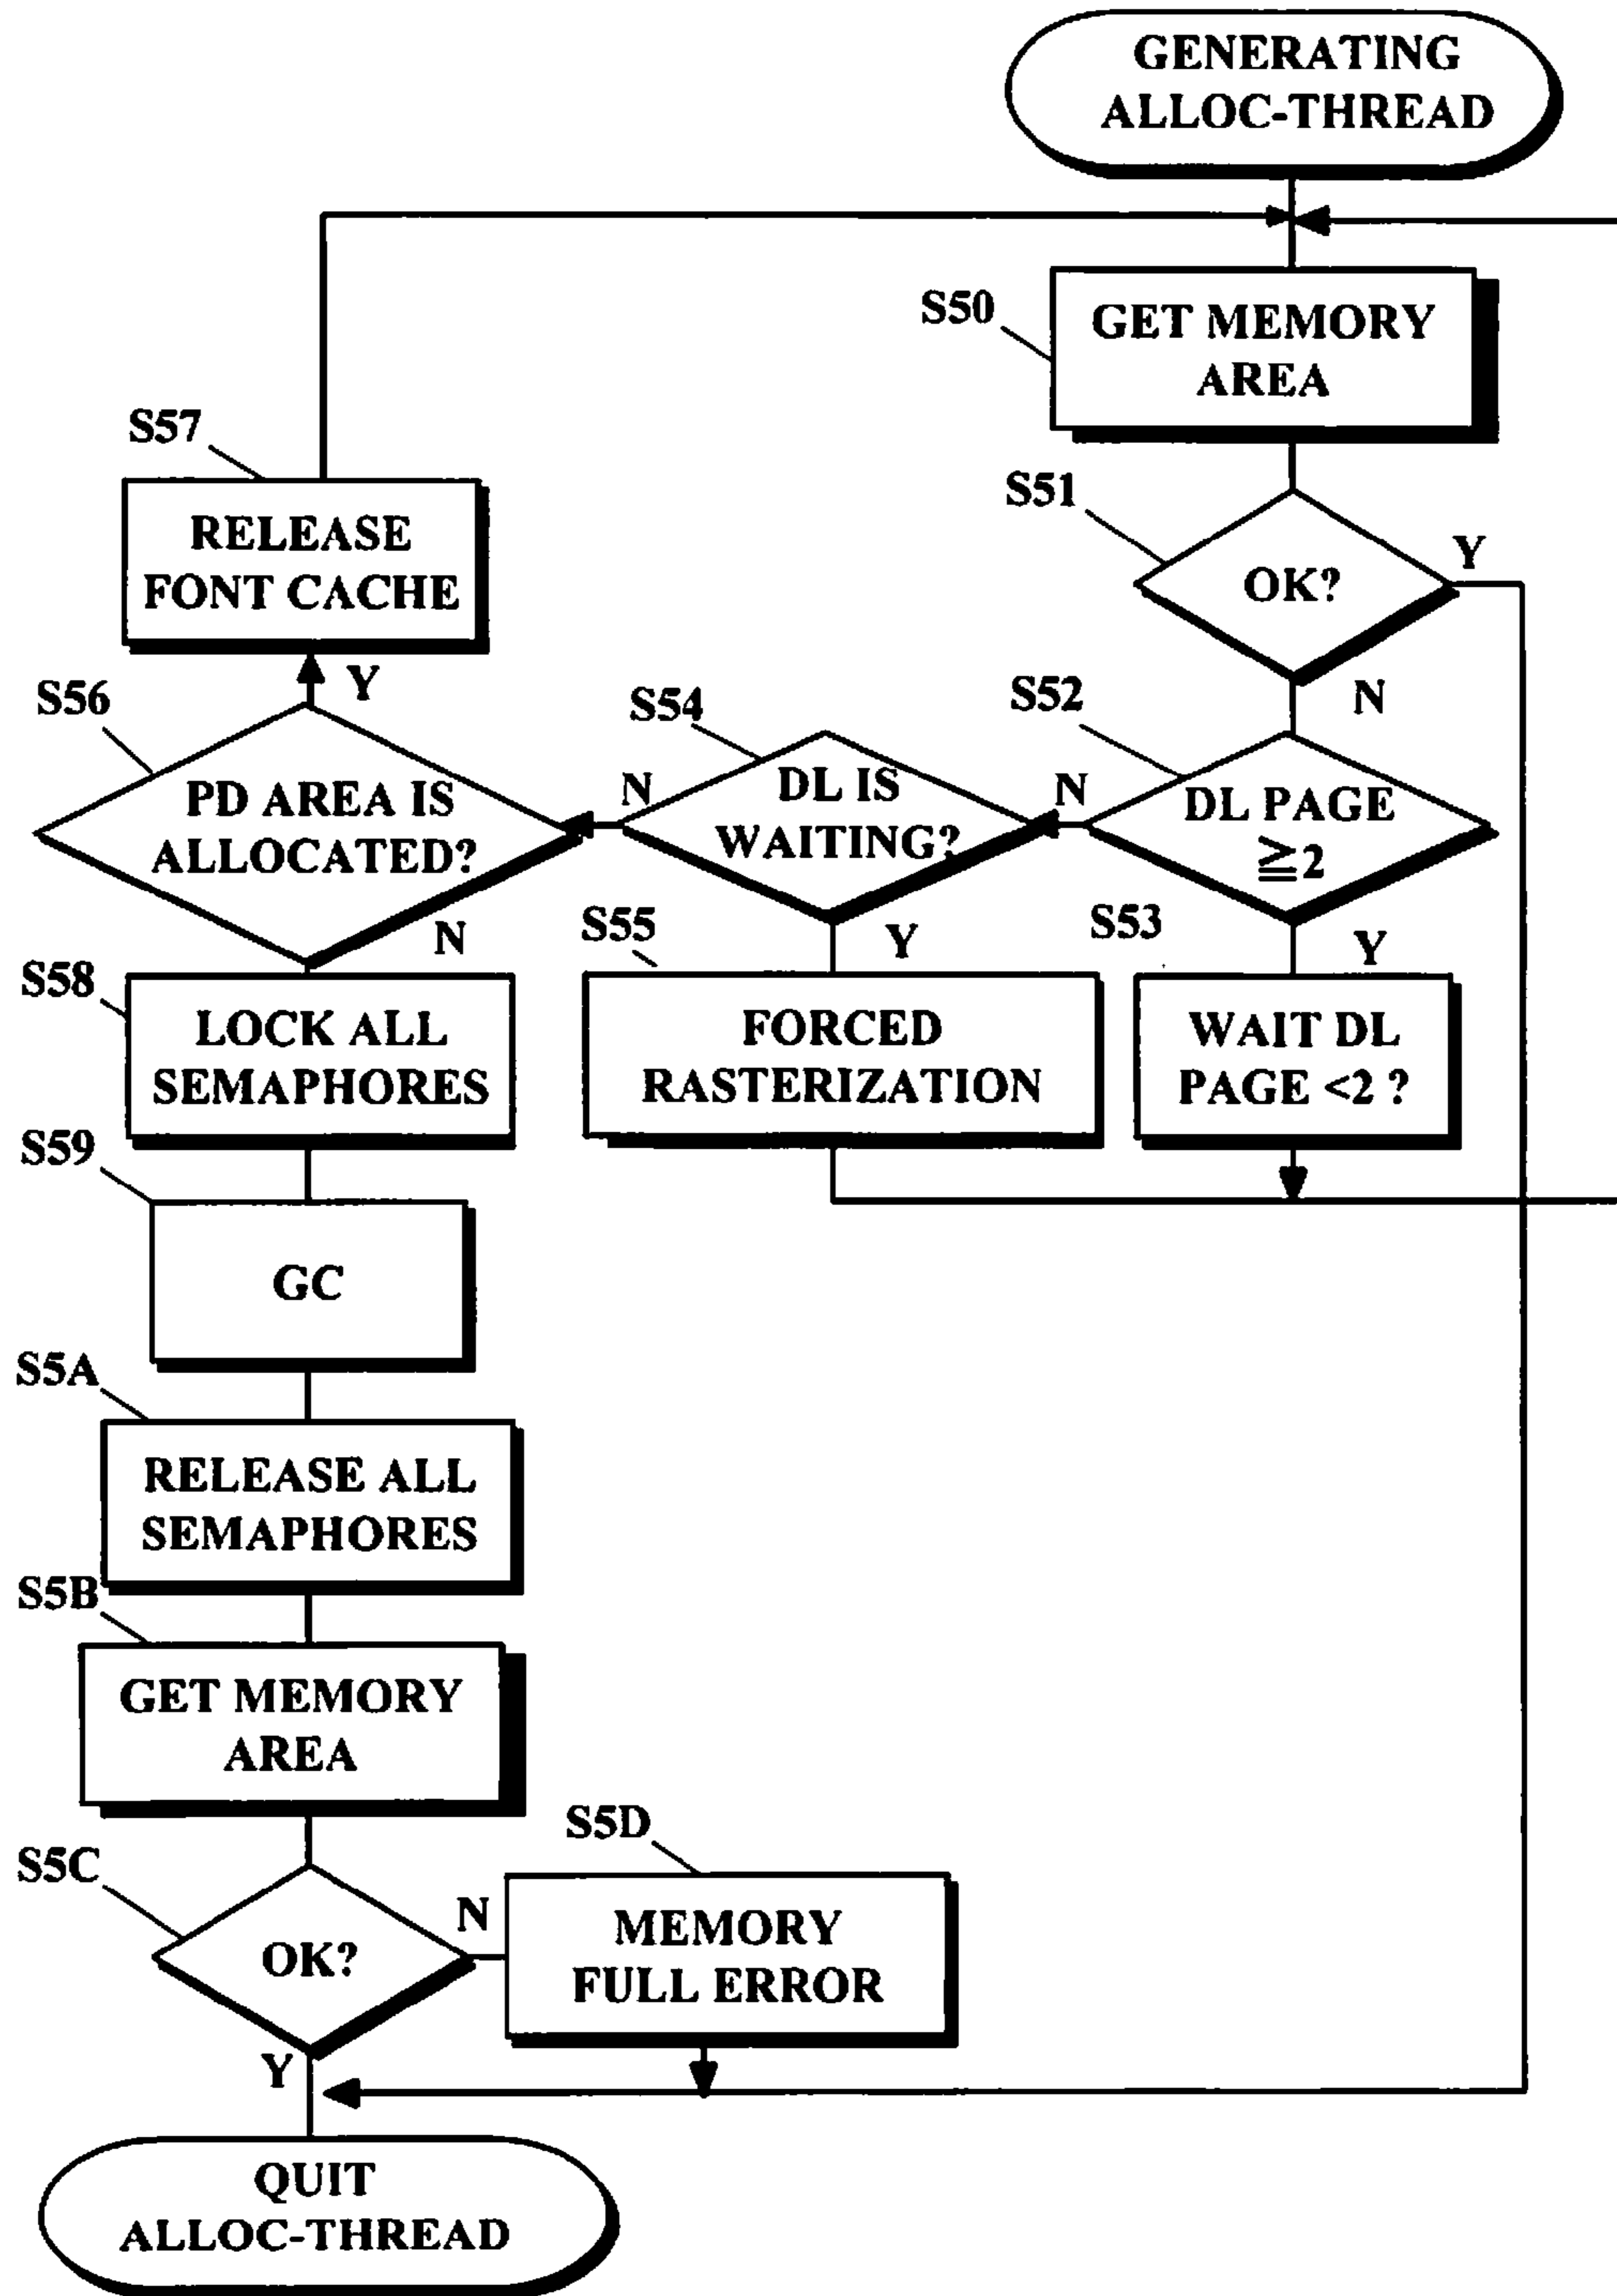 GENERATING
ALLOC-THREAD
S50
GET MEMORY
AREA
S51
OK?
Y
N
S52
DL PAGE
≧2
N
Y
S53
WAIT DL
PAGE <2 ?
S54
DL IS
WAITING?
N
Y
S55
FORCED
RASTERIZATION
S56
PD AREA IS
ALLOCATED?
Y
N
S57
RELEASE
FONT CACHE
S58
LOCK ALL
SEMAPHORES
S59
GC
S5A
RELEASE ALL
SEMAPHORES
S5B
GET MEMORY
AREA
S5C
OK?
N
Y
S5D
MEMORY
FULL ERROR
QUIT
ALLOC-THREAD